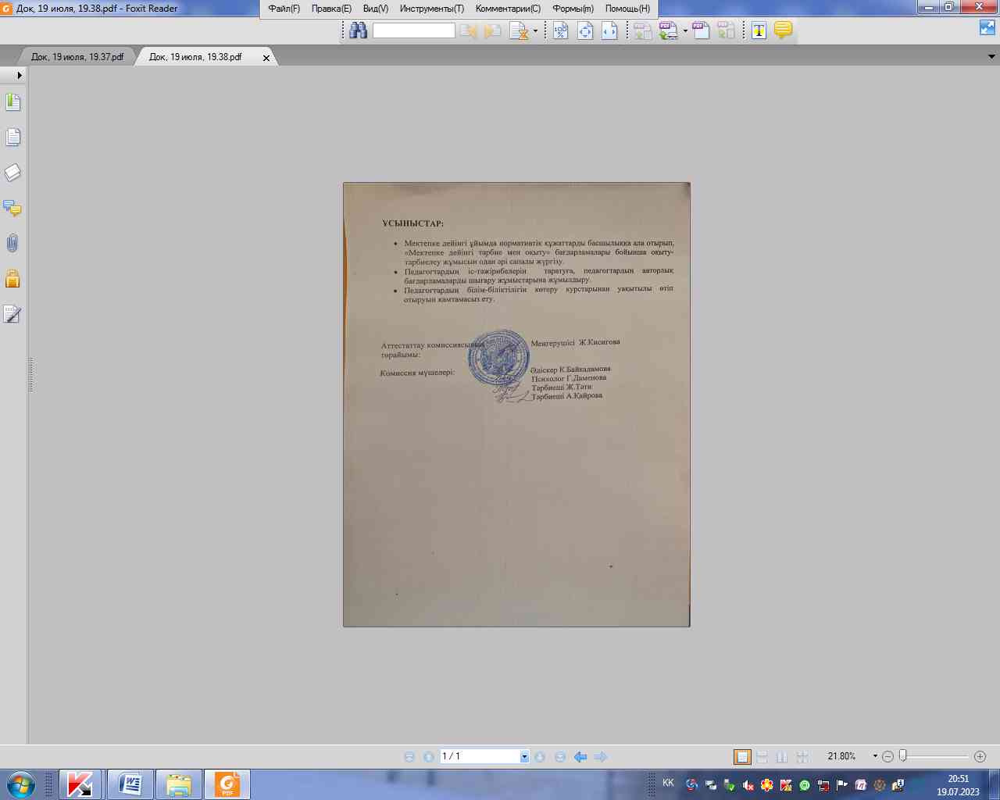 Док, 19 июля, 19.38.pdf - Foxit Reader
Файл(F) Правка(E) Вид(V) Инструменты(T) Комментарии(C) Формы(m) Помощь(H)
Док, 19 июля, 19.37.pdf
Док, 19 июля, 19.38.pdf
ҰСЫНЫСТАР:
• Мектепке дейінгі ұйымда нормативтік құжаттарды басшылыққа ала отырып,
«Мектепке дейінгі тәрбие мен оқыту» бағдарламалары бойынша оқыту-
тәрбиелеу жұмысын одан әрі сапалы жүргізу.
• Педагогтардың іс-тәжірибелерін таратуға, педагогтардың авторлық
бағдарламаларды шығару жұмыстарына жұмылдыру.
• Педагогтардың білім-біліктілігін көтеру курстарынан уақытылы өтіп
отыруын қамтамасыз ету.
Аттестаттау комиссиясының Меңгерушісі Ж.Кисигова
төрайымы:
Комиссия мүшелері: Әдіскер К.Байкадамова
Психолог Г.Даменова
Тәрбиеші Ж.Тәти
Тәрбиеші А.Қайрова
1 / 1
21.80%
KK
20:51
19.07.2023